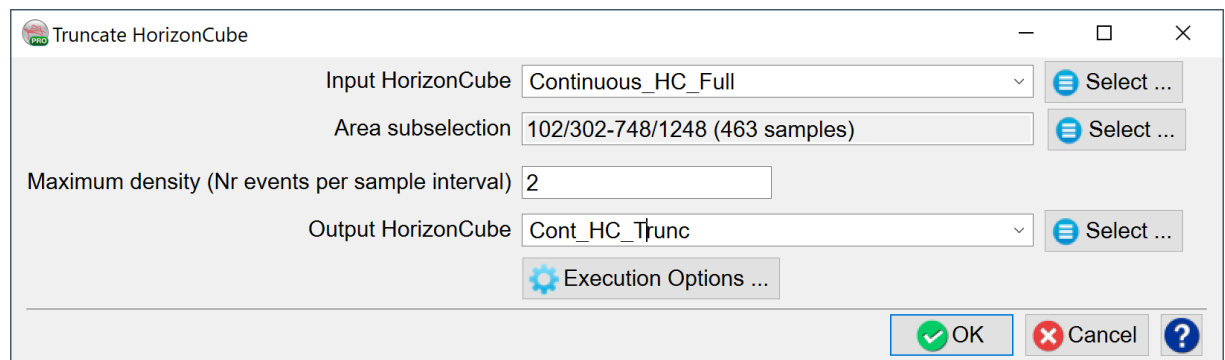 PRO Truncate HorizonCube
Input HorizonCube Continuous_HC_Full Select ...
Area subselection 102/302-748/1248 (463 samples) Select ...
Maximum density (Nr events per sample interval) 2
Output HorizonCube Cont_HC_Trunc Select ...
Execution Options ...
OK Cancel ?